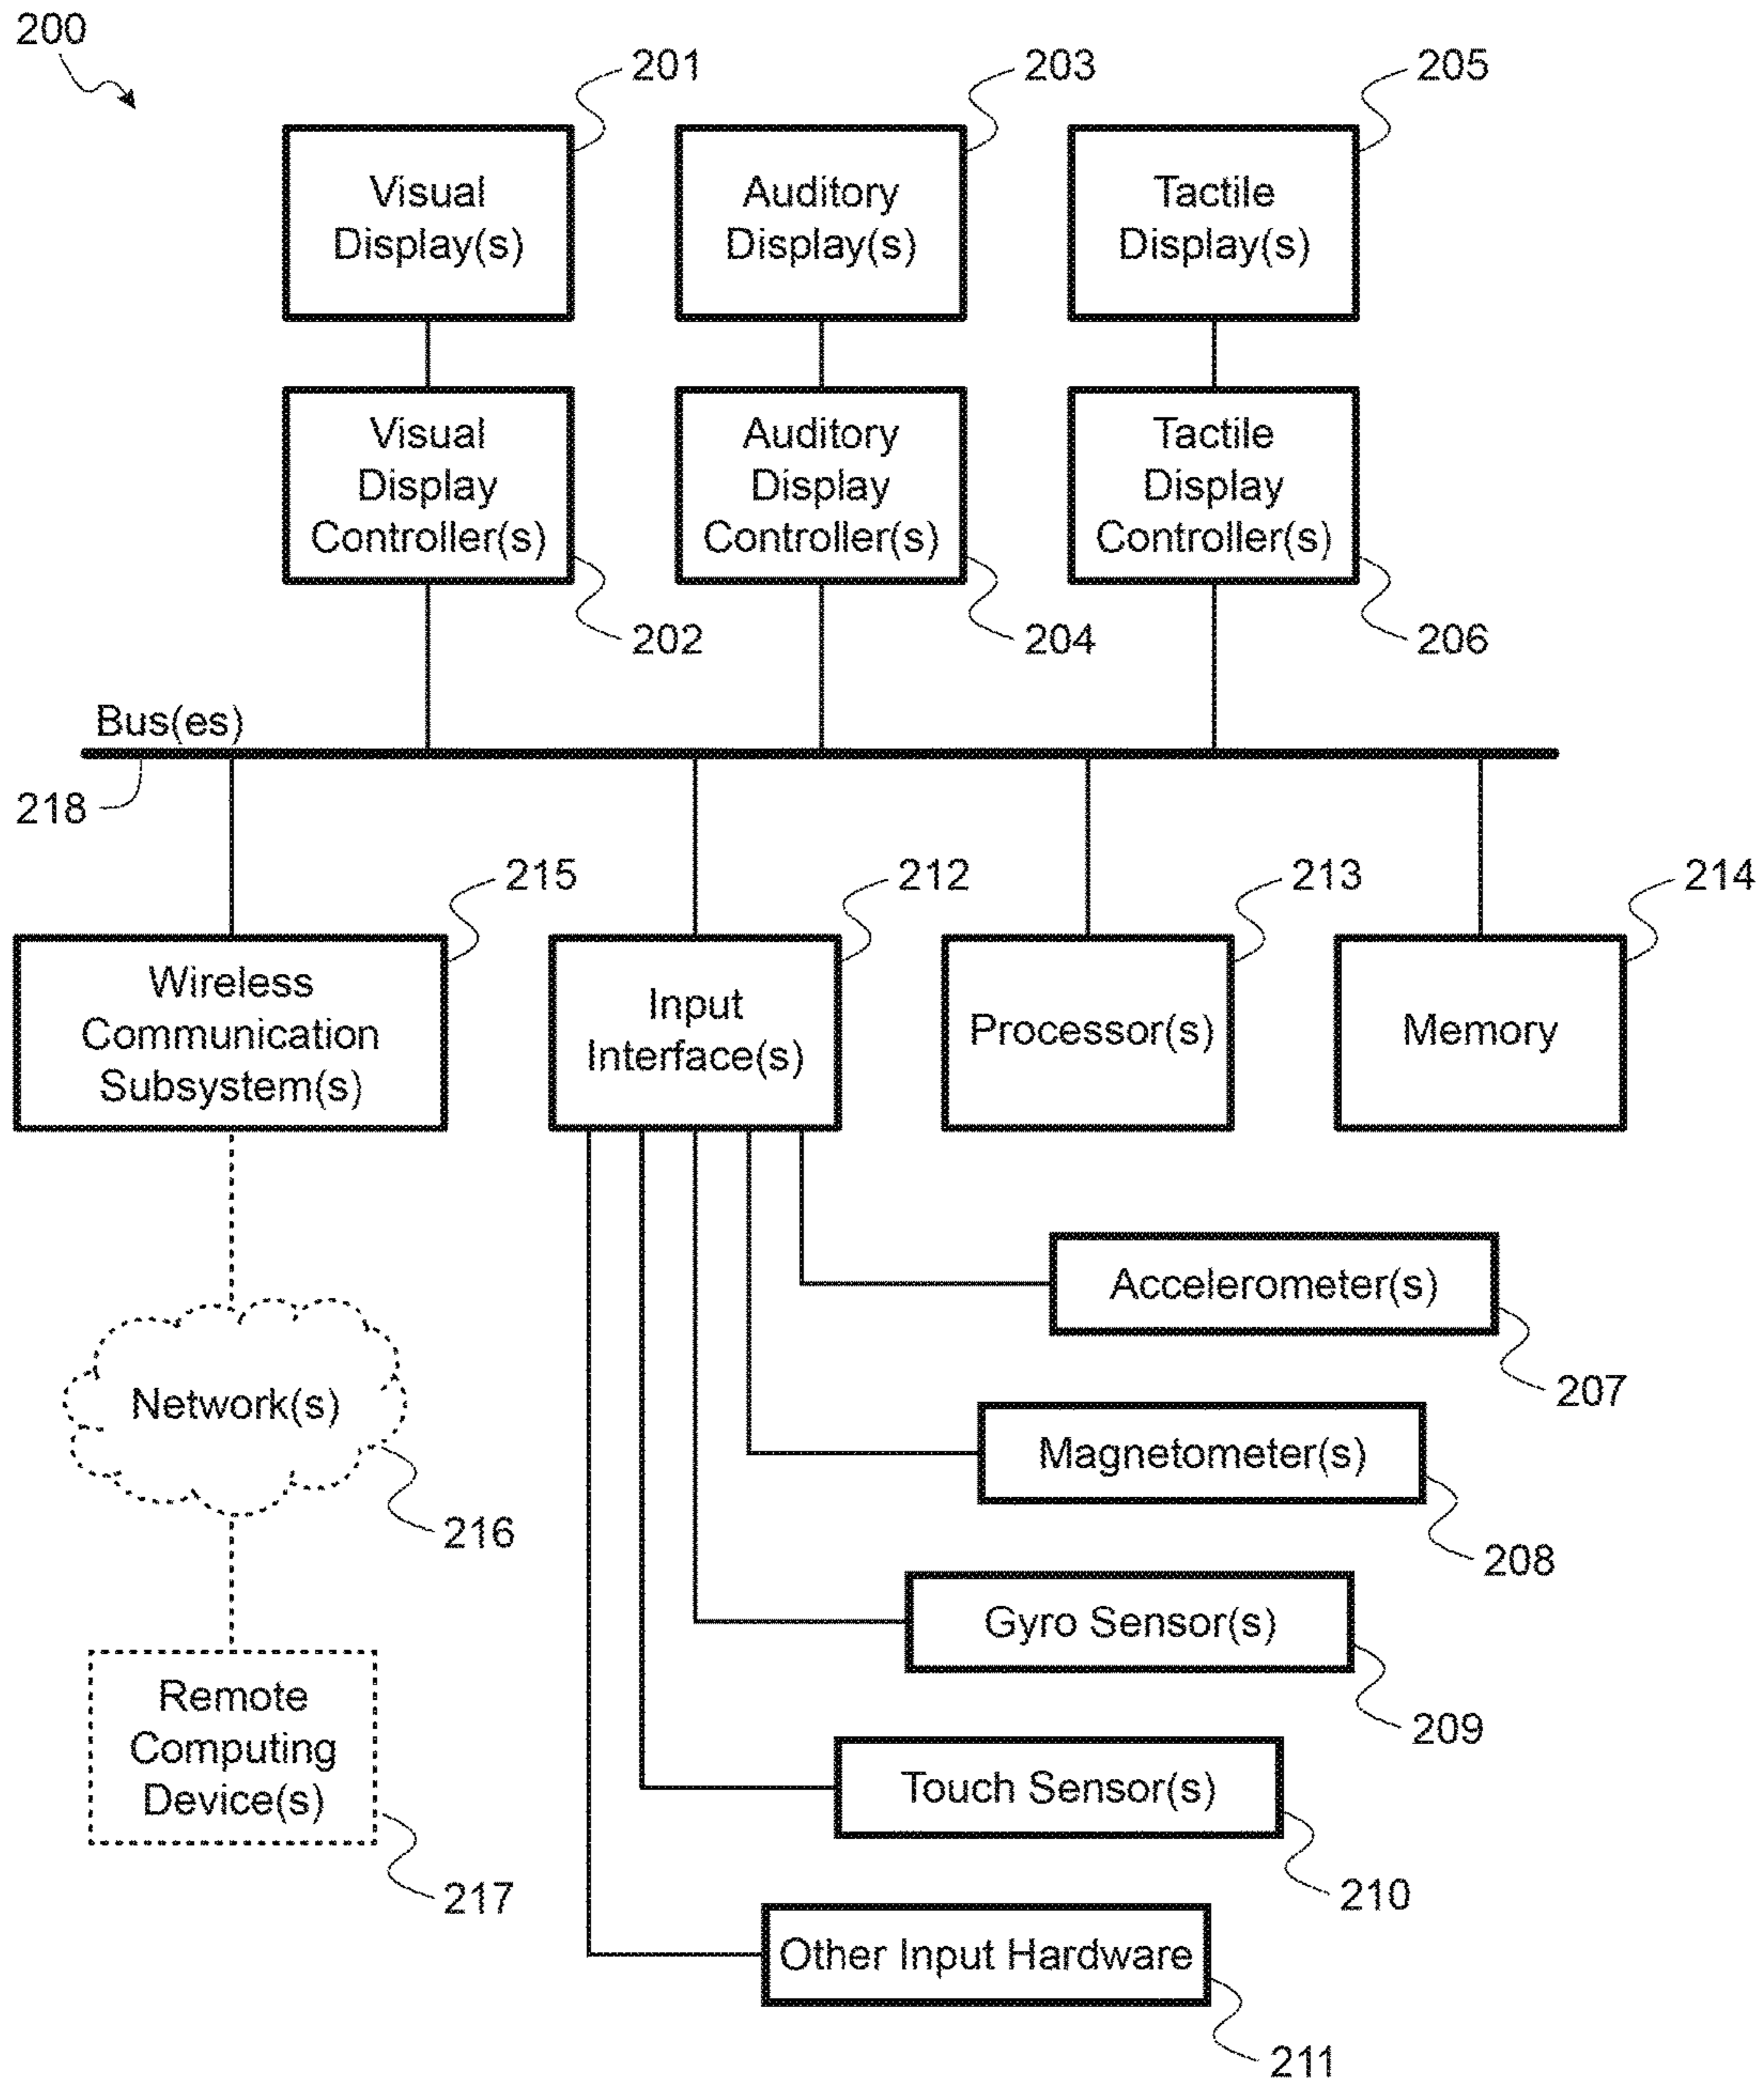 200
201
203
205
Visual
Display(s)
Auditory
Display(s)
Tactile
Display(s)
Visual
Display
Controller(s)
Auditory
Display
Controller(s)
Tactile
Display
Controller(s)
202
204
206
Bus(es)
218
215
212
213
214
Wireless
Communication
Subsystem(s)
Input
Interface(s)
Processor(s)
Memory
Accelerometer(s)
207
Network(s)
216
Magnetometer(s)
208
Gyro Sensor(s)
209
Remote
Computing
Device(s)
217
Touch Sensor(s)
210
Other Input Hardware
211